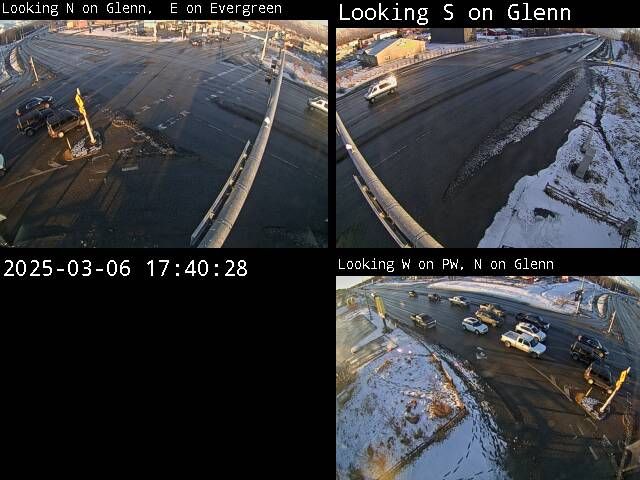 Looking N on Glenn,  E on Evergreen
Looking S on Glenn
2025-03-06 17:40:28
Looking W on PW, N on Glenn